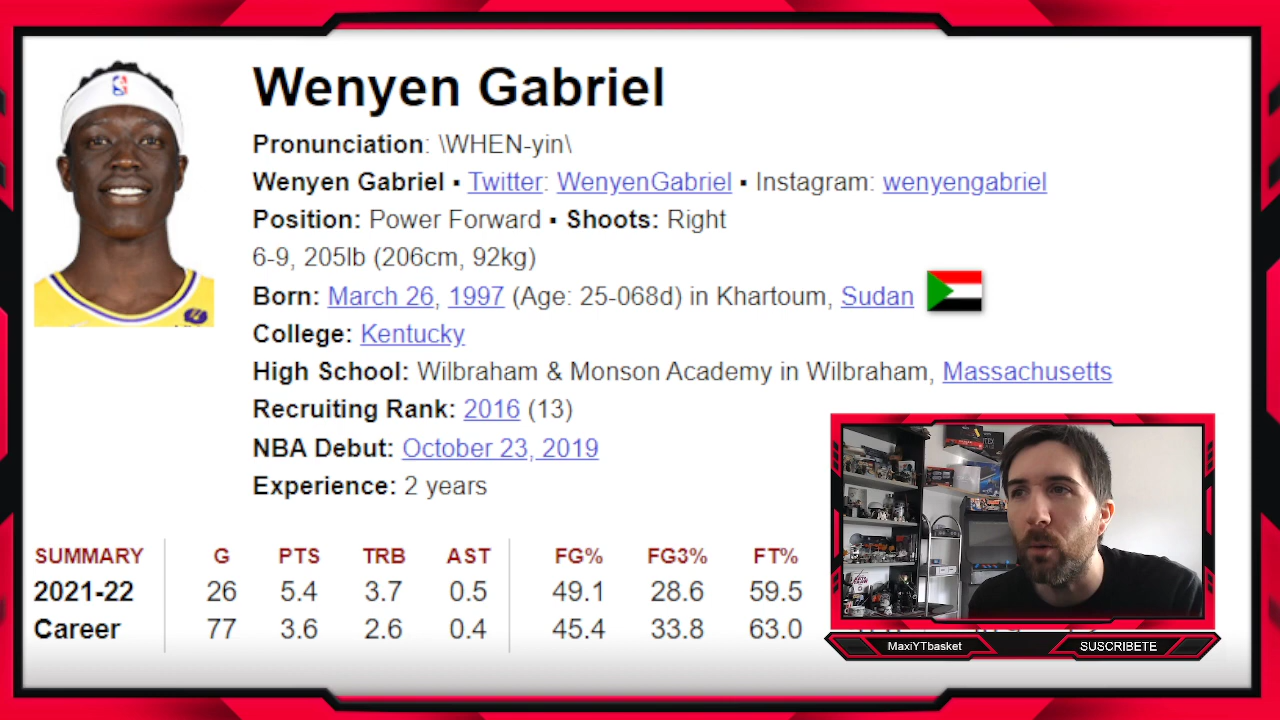 Wenyen Gabriel
Pronunciation: \WHEN-yin\
Wenyen Gabriel ▪ Twitter: WenyenGabriel ▪ Instagram: wenyengabriel
Position: Power Forward ▪ Shoots: Right
6-9, 205lb (206cm, 92kg)
Born: March 26, 1997 (Age: 25-068d) in Khartoum, Sudan
College: Kentucky
High School: Wilbraham & Monson Academy in Wilbraham, Massachusetts
Recruiting Rank: 2016 (13)
NBA Debut: October 23, 2019
Experience: 2 years
SUMMARY G PTS TRB AST FG% FG3% FT%
2021-22 26 5.4 3.7 0.5 49.1 28.6 59.5
Career 77 3.6 2.6 0.4 45.4 33.8 63.0
MaxiYTbasket SUSCRIBETE